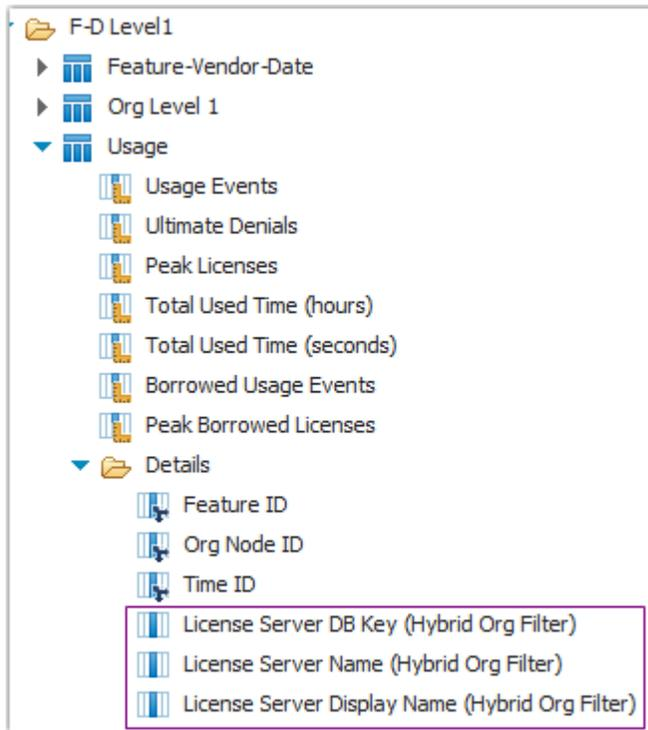 F-D Level1
Feature-Vendor-Date
Org Level 1
Usage
Usage Events
Ultimate Denials
Peak Licenses
Total Used Time (hours)
Total Used Time (seconds)
Borrowed Usage Events
Peak Borrowed Licenses
Details
Feature ID
Org Node ID
Time ID
License Server DB Key (Hybrid Org Filter)
License Server Name (Hybrid Org Filter)
License Server Display Name (Hybrid Org Filter)